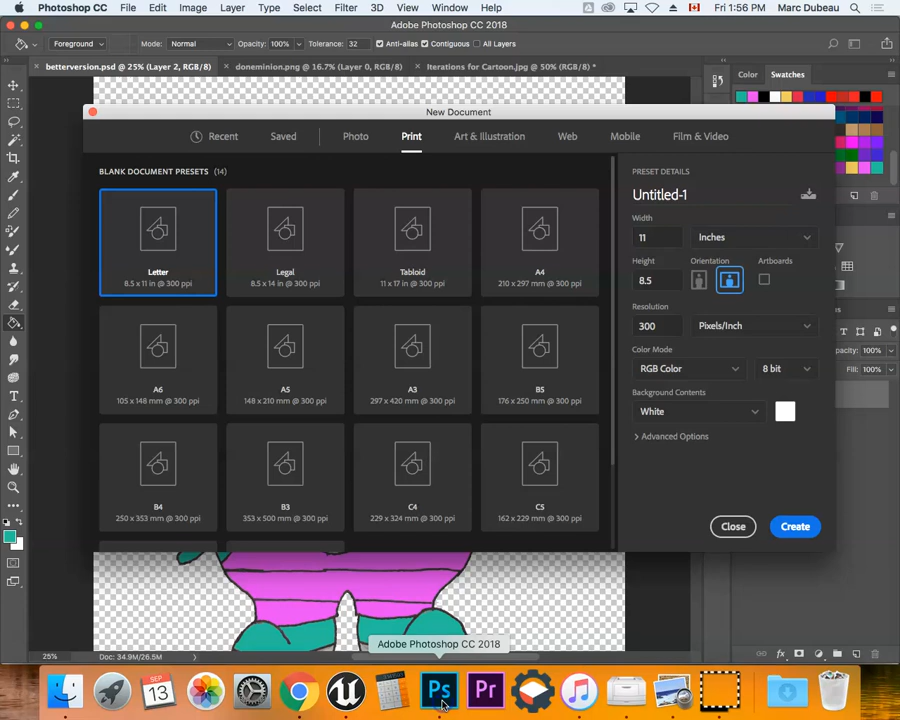 Photoshop CC File Edit Image Layer Type Select Filter 3D View Window Help Fri 1:56 PM Marc Dubeau
Adobe Photoshop CC 2018
Foreground Mode: Normal Opacity: 100% Tolerance: 32 Anti-alias Contiguous All Layers
betterversion.psd @ 25% (Layer 2, RGB/8) doneminion.png @ 16.7% (Layer 0, RGB/8) Iterations for Cartoon.jpg @ 50% (RGB/8) *
Color Swatches
New Document
Recent Saved Photo Print Art & Illustration Web Mobile Film & Video
BLANK DOCUMENT PRESETS (14)
PRESET DETAILS
Untitled-1
Width
11 Inches
Height Orientation Artboards
8.5
Resolution
300 Pixels/Inch
Color Mode
RGB Color 8 bit
Background Contents
White
Advanced Options
Close Create
Letter Legal Tabloid A4
8.5 x 11 in @ 300 ppi 8.5 x 14 in @ 300 ppi 11 x 17 in @ 300 ppi 210 x 297 mm @ 300 ppi
A6 A5 A3 B5
105 x 148 mm @ 300 ppi 148 x 210 mm @ 300 ppi 297 x 420 mm @ 300 ppi 176 x 250 mm @ 300 ppi
B4 B3 C4 C5
250 x 353 mm @ 300 ppi 353 x 500 mm @ 300 ppi 229 x 324 mm @ 300 ppi 162 x 229 mm @ 300 ppi
100%
Fill: 100%
Adobe Photoshop CC 2018
25% Doc: 34.9M/26.5M
fx
SEP
13
Ps Pr